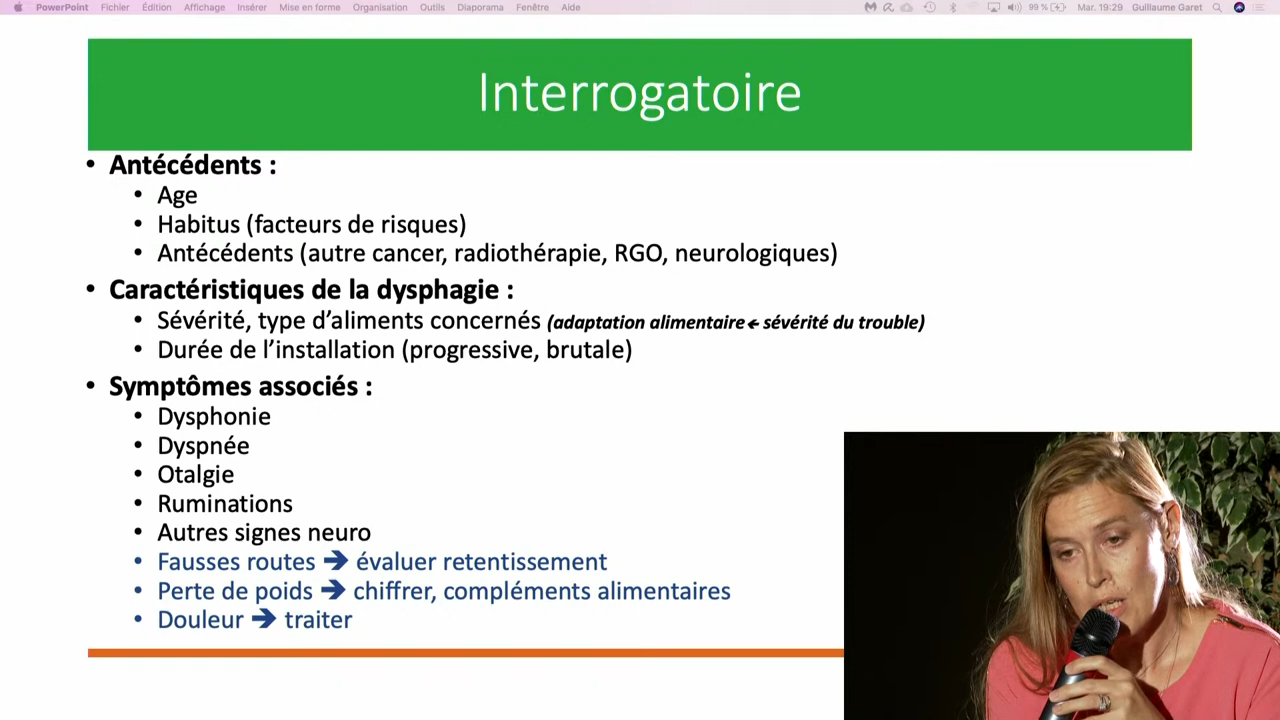 PowerPoint Fichier Édition Affichage Insérer Mise en forme Organisation Outils Diaporama Fenêtre Aide 99 % Mar. 19:29 Guillaume Garet
Interrogatoire
• Antécédents :
• Age
• Habitus (facteurs de risques)
• Antécédents (autre cancer, radiothérapie, RGO, neurologiques)
• Caractéristiques de la dysphagie :
• Sévérité, type d’aliments concernés (adaptation alimentaire← sévérité du trouble)
• Durée de l’installation (progressive, brutale)
• Symptômes associés :
• Dysphonie
• Dyspnée
• Otalgie
• Ruminations
• Autres signes neuro
• Fausses routes ➔ évaluer retentissement
• Perte de poids ➔ chiffrer, compléments alimentaires
• Douleur ➔ traiter